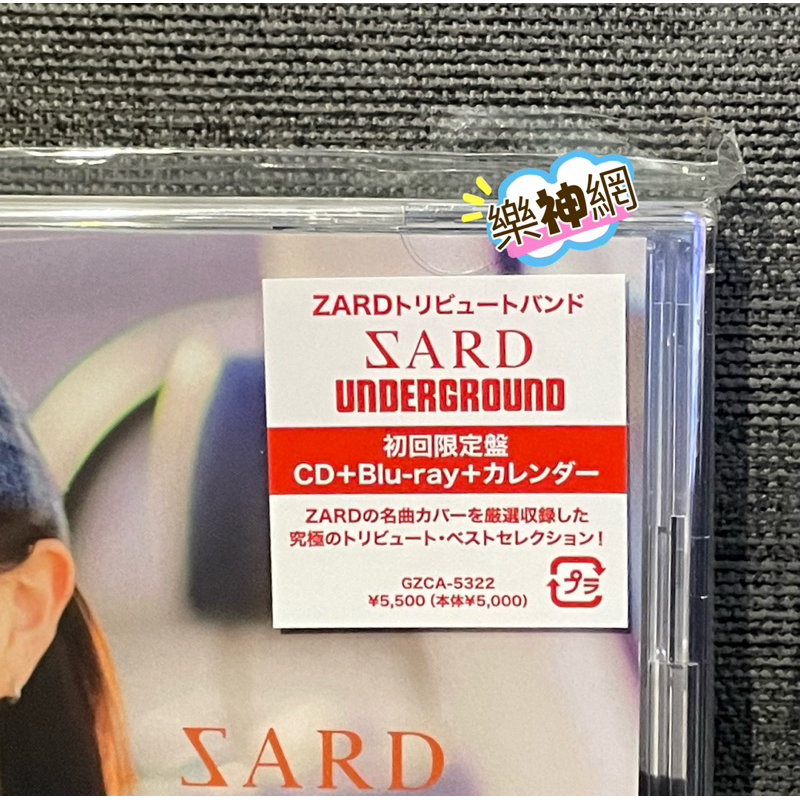 樂神網
ZARDトリビュートバンド
ZARD
UNDERGROUND
初回限定盤
CD+Blu-ray+カレンダー
ZARDの名曲カバーを厳選収録した
究極のトリビュート・ベストセレクション！
GZCA-5322
¥5,500（本体¥5,000）
プラ
ZARD